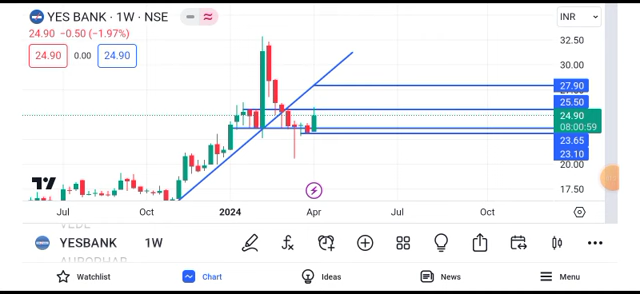 YES BANK · 1W · NSE
INR
24.90 −0.50 (−1.97%)
24.90 0.00 24.90
32.50
30.00
27.90
25.50
24.90
08:00:59
23.65
23.10
20.00
17.50
Jul Oct 2024 Apr Jul Oct
YESBANK 1W
Watchlist Chart Ideas News Menu